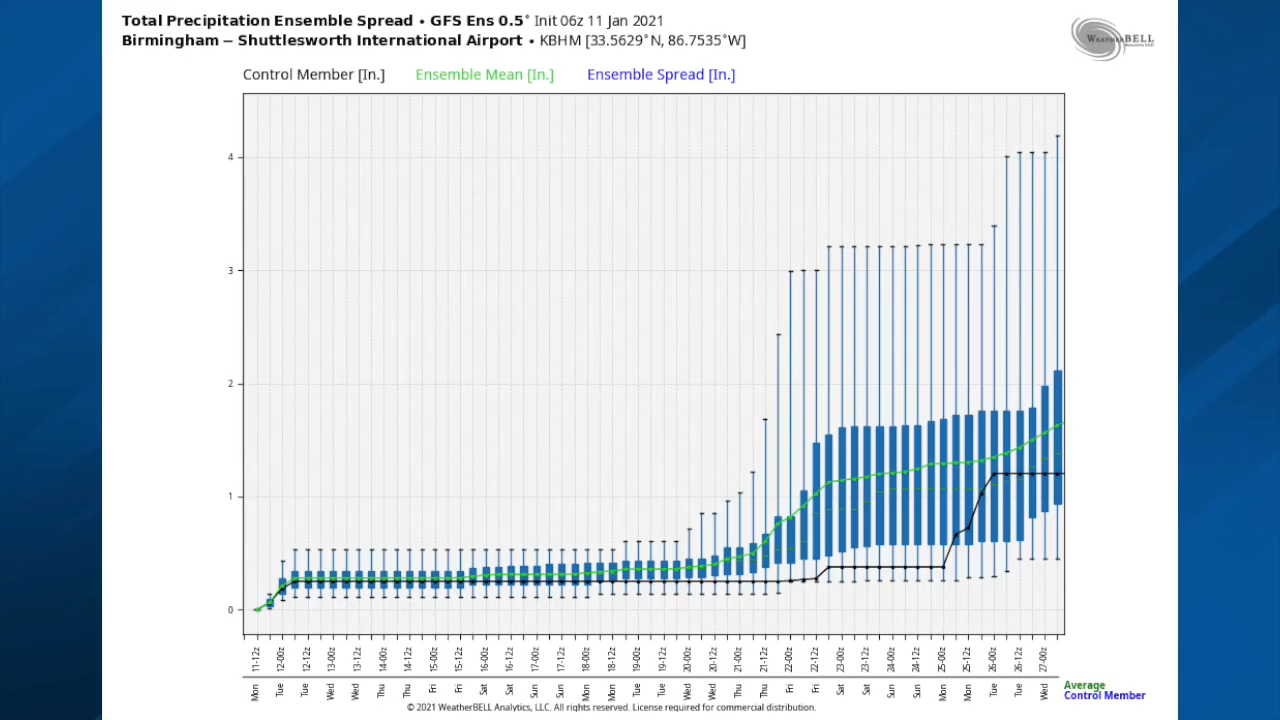 Total Precipitation Ensemble Spread • GFS Ens 0.5° Init 06z 11 Jan 2021
Birmingham – Shuttlesworth International Airport • KBHM [33.5629°N, 86.7535°W]
WEATHERBELL
Control Member [In.] Ensemble Mean [In.] Ensemble Spread [In.]
4
3
2
1
0
11-12z 12-00z 12-12z 13-00z 13-12z 14-00z 14-12z 15-00z 15-12z 16-00z 16-12z 17-00z 17-12z 18-00z 18-12z 19-00z 19-12z 20-00z 20-12z 21-00z 21-12z 22-00z 22-12z 23-00z 23-12z 24-00z 24-12z 25-00z 25-12z 26-00z 26-12z 27-00z
Mon Tue Tue Wed Wed Thu Thu Fri Fri Sat Sat Sun Sun Mon Mon Tue Tue Wed Wed Thu Thu Fri Fri Sat Sat Sun Sun Mon Mon Tue Tue Wed
Average
Control Member
© 2021 WeatherBELL Analytics, LLC. All rights reserved. License required for commercial distribution.